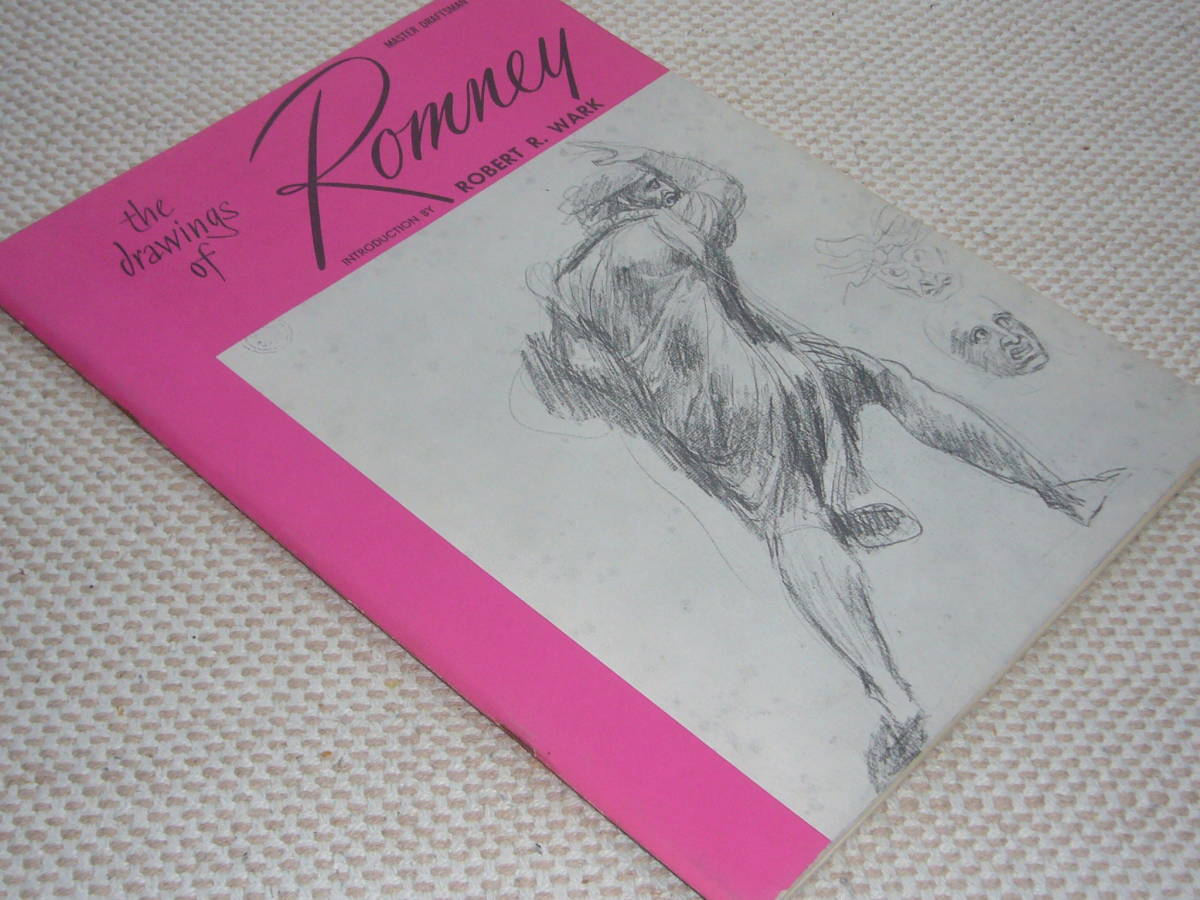 MASTER DRAFTSMAN
the
drawings
of
Romney
INTRODUCTION BY ROBERT R. WARK